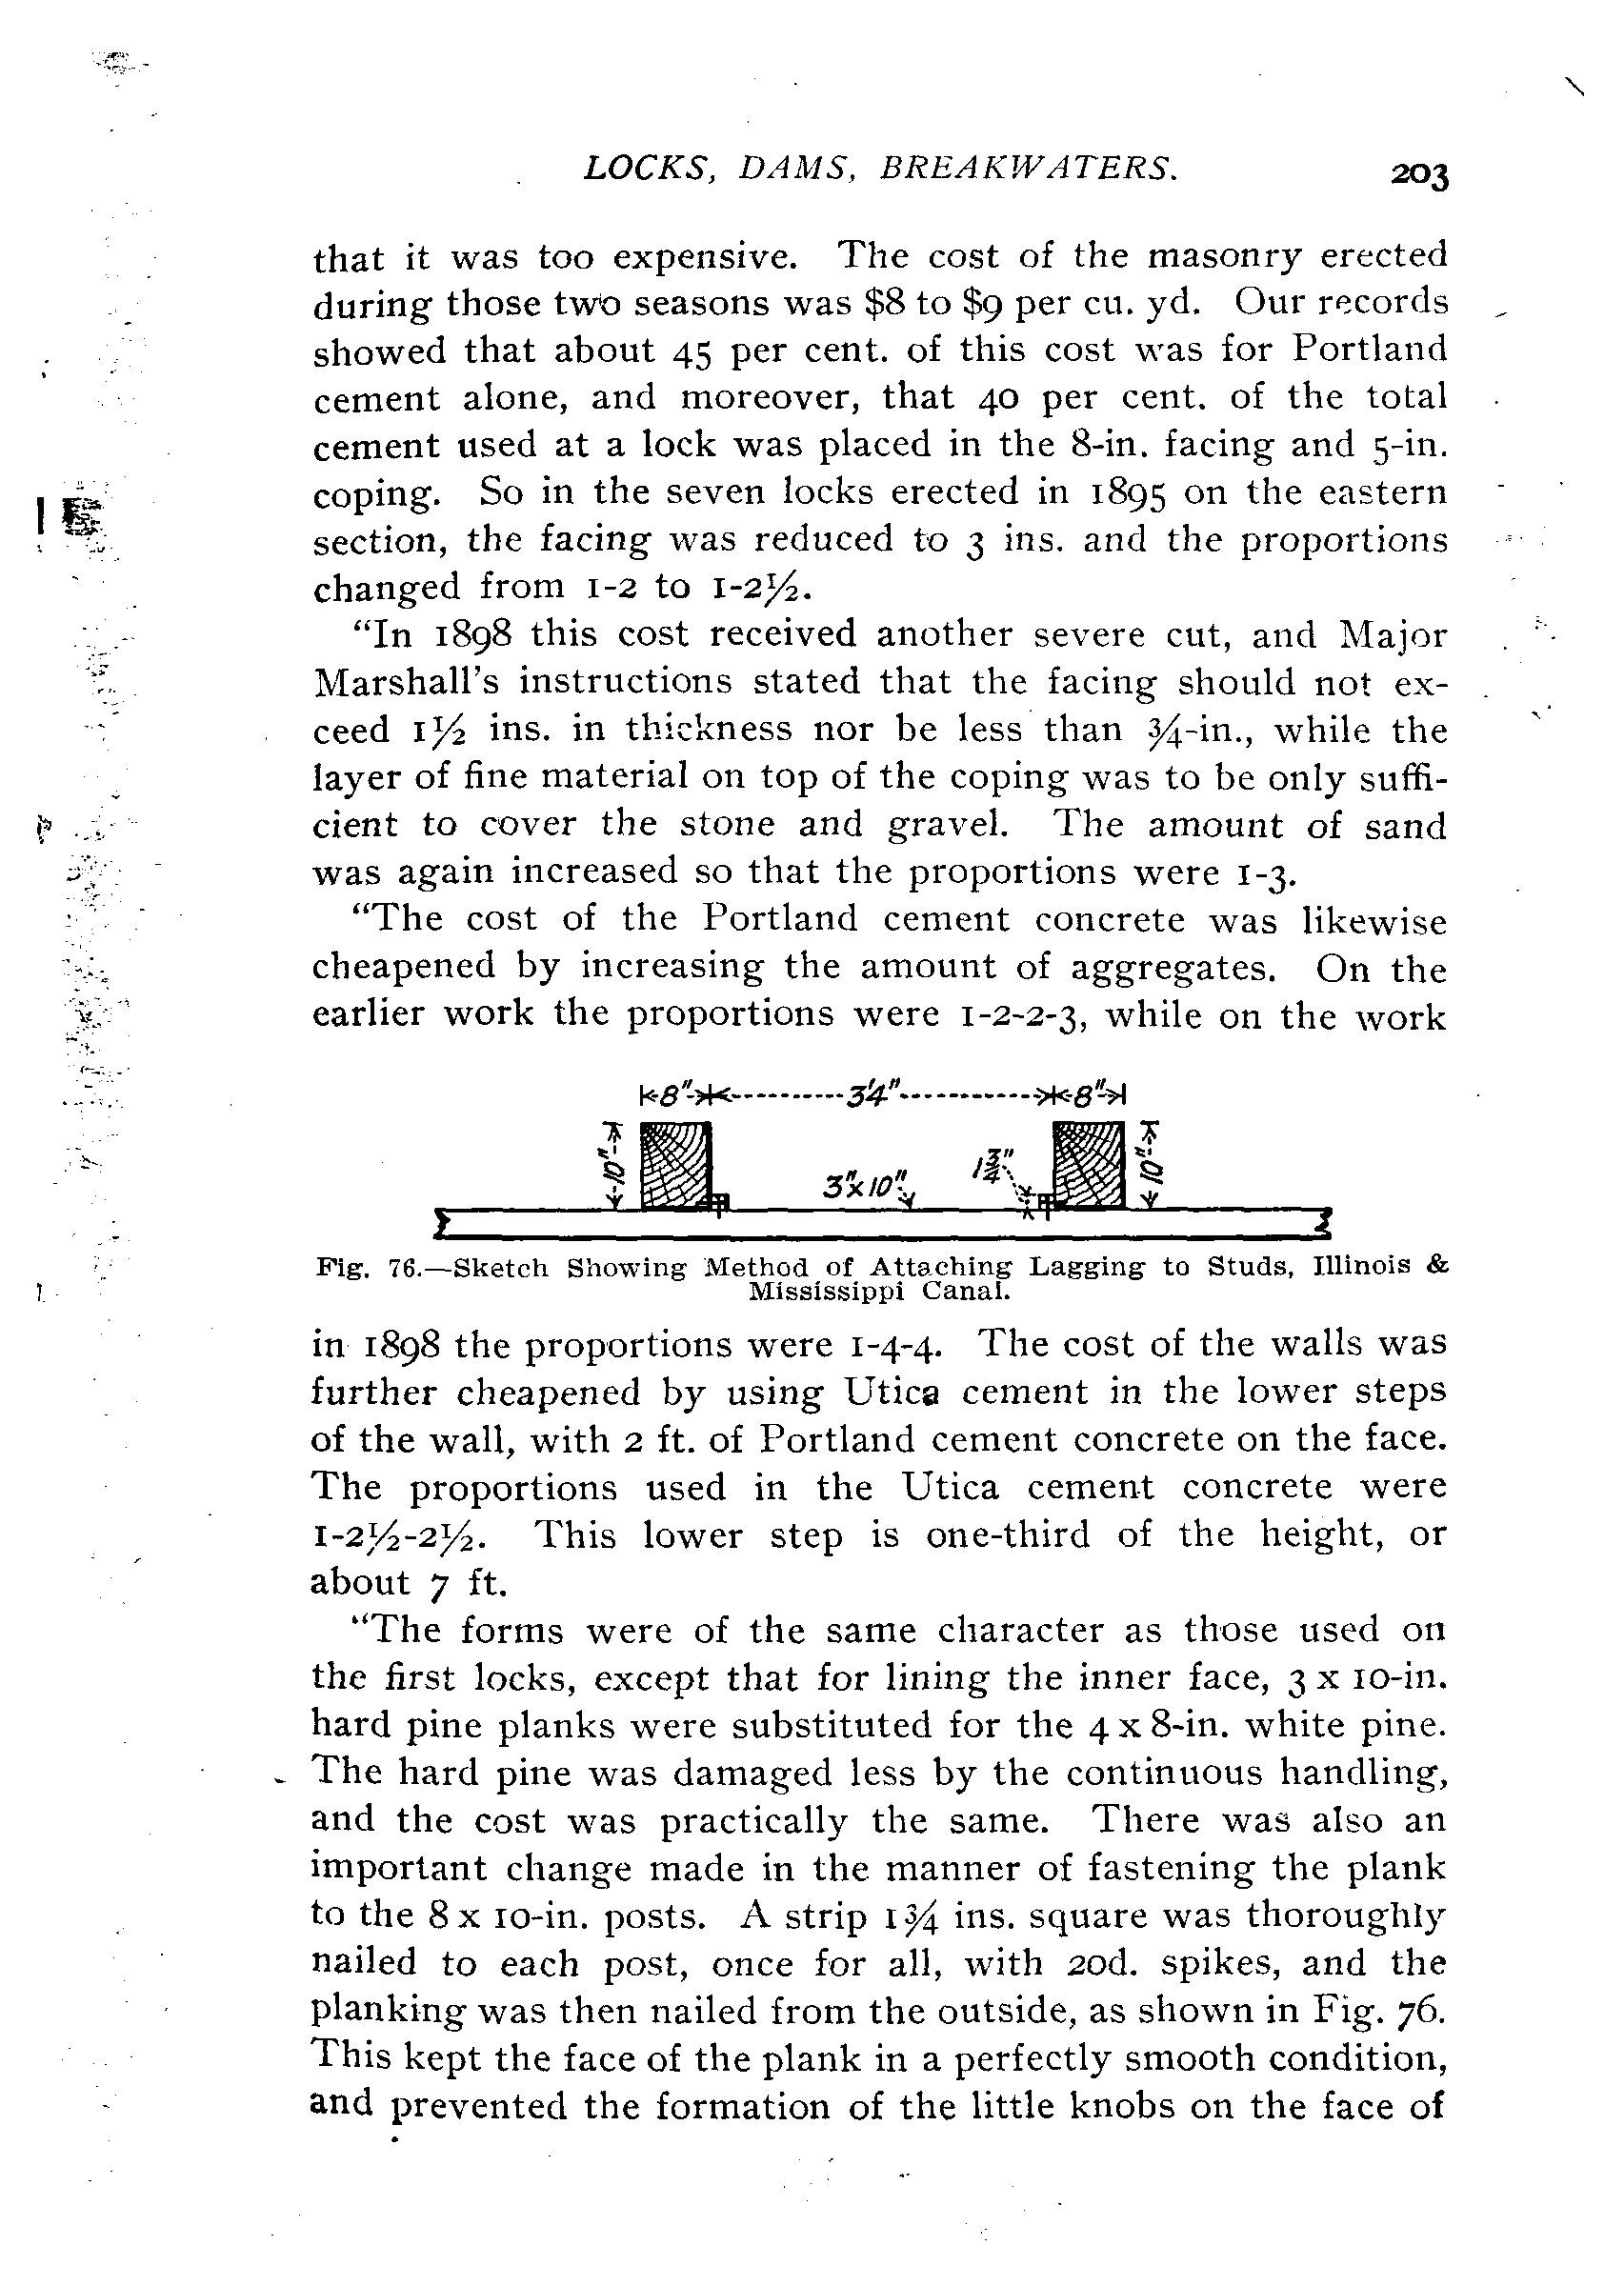 LOCKS, DAMS, BREAKWATERS. 203
that it was too expensive. The cost of the masonry erected
during those two seasons was $8 to $9 per cu. yd. Our records
showed that about 45 per cent. of this cost was for Portland
cement alone, and moreover, that 40 per cent. of the total
cement used at a lock was placed in the 8-in. facing and 5-in.
coping. So in the seven locks erected in 1895 on the eastern
section, the facing was reduced to 3 ins. and the proportions
changed from 1-2 to 1-2½.
"In 1898 this cost received another severe cut, and Major
Marshall's instructions stated that the facing should not ex-
ceed 1½ ins. in thickness nor be less than ¾-in., while the
layer of fine material on top of the coping was to be only suffi-
cient to cover the stone and gravel. The amount of sand
was again increased so that the proportions were 1-3.
"The cost of the Portland cement concrete was likewise
cheapened by increasing the amount of aggregates. On the
earlier work the proportions were 1-2-2-3, while on the work
8" 3'4" 8"
10" 3"x10" 1¾" 10"
Fig. 76.—Sketch Showing Method of Attaching Lagging to Studs, Illinois &
Mississippi Canal.
in 1898 the proportions were 1-4-4. The cost of the walls was
further cheapened by using Utica cement in the lower steps
of the wall, with 2 ft. of Portland cement concrete on the face.
The proportions used in the Utica cement concrete were
1-2½-2½. This lower step is one-third of the height, or
about 7 ft.
"The forms were of the same character as those used on
the first locks, except that for lining the inner face, 3 x 10-in.
hard pine planks were substituted for the 4 x 8-in. white pine.
The hard pine was damaged less by the continuous handling,
and the cost was practically the same. There was also an
important change made in the manner of fastening the plank
to the 8 x 10-in. posts. A strip 1¾ ins. square was thoroughly
nailed to each post, once for all, with 20d. spikes, and the
planking was then nailed from the outside, as shown in Fig. 76.
This kept the face of the plank in a perfectly smooth condition,
and prevented the formation of the little knobs on the face of